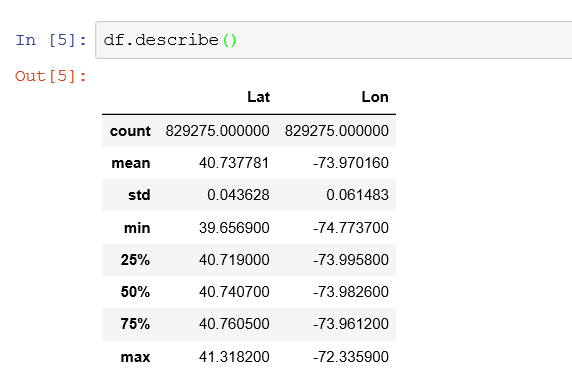 In [5]: df.describe()
Out[5]:
Lat Lon
count 829275.000000 829275.000000
mean 40.737781 -73.970160
std 0.043628 0.061483
min 39.656900 -74.773700
25% 40.719000 -73.995800
50% 40.740700 -73.982600
75% 40.760500 -73.961200
max 41.318200 -72.335900